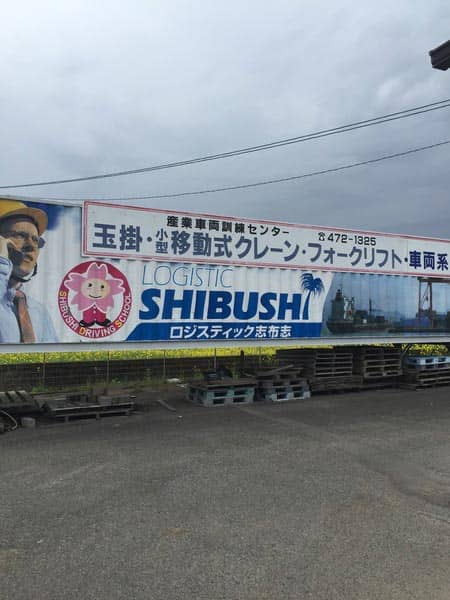 産業車両訓練センター
玉掛・小型移動式クレーン・フォークリフト・車両系
☎472-1325
LOGISTIC
SHIBUSHI
ロジスティック志布志
SHIBUSHI DRIVING SCHOOL